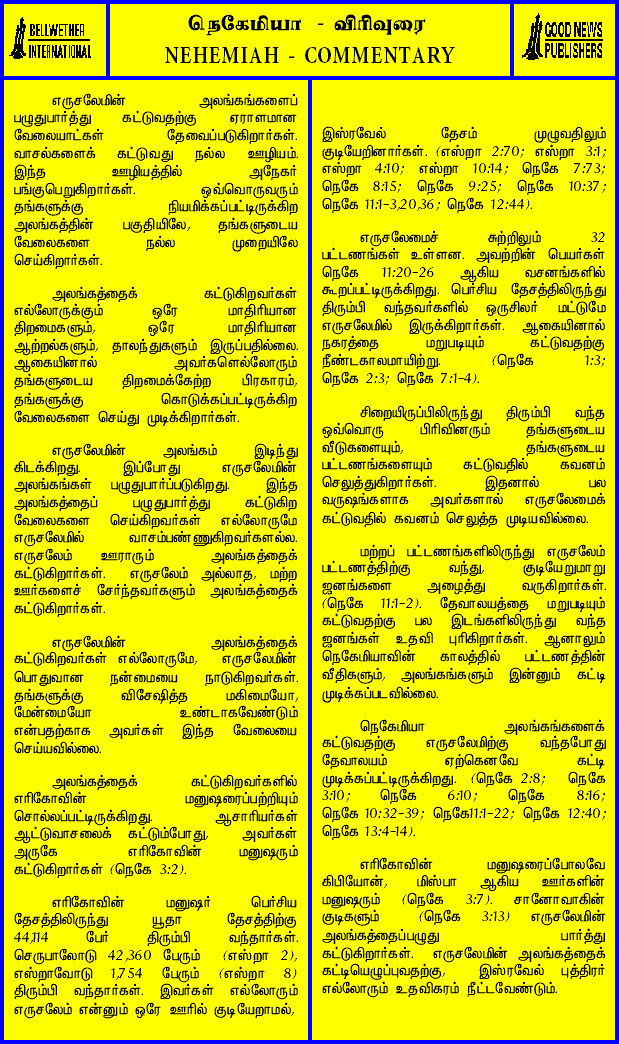 BELLWETHER
INTERNATIONAL
நெகேமியா - விரிவுரை
NEHEMIAH - COMMENTARY
GOOD NEWS
PUBLISHERS
எருசலேமின் அலங்கங்களைப்
பழுதுபார்த்து கட்டுவதற்கு ஏராளமான
வேலையாட்கள் தேவைப்படுகிறார்கள்.
வாசல்களைக் கட்டுவது நல்ல ஊழியம்.
இந்த ஊழியத்தில் அநேகர்
பங்குபெறுகிறார்கள். ஒவ்வொருவரும்
தங்களுக்கு நியமிக்கப்பட்டிருக்கிற
அலங்கத்தின் பகுதியிலே, தங்களுடைய
வேலைகளை நல்ல முறையிலே
செய்கிறார்கள்.
அலங்கத்தைக் கட்டுகிறவர்கள்
எல்லோருக்கும் ஒரே மாதிரியான
திறமைகளும், ஒரே மாதிரியான
ஆற்றல்களும், தாலந்துகளும் இருப்பதில்லை.
ஆகையினால் அவர்களெல்லோரும்
தங்களுடைய திறமைக்கேற்ற பிரகாரம்,
தங்களுக்கு கொடுக்கப்பட்டிருக்கிற
வேலைகளை செய்து முடிக்கிறார்கள்.
எருசலேமின் அலங்கம் இடிந்து
கிடக்கிறது. இப்போது எருசலேமின்
அலங்கங்கள் பழுதுபார்ப்படுகிறது. இந்த
அலங்கத்தைப் பழுதுபார்த்து கட்டுகிற
வேலைகளை செய்கிறவர்கள் எல்லோருமே
எருசலேமில் வாசம்பண்ணுகிறவர்களல்ல.
எருசலேம் ஊராரும் அலங்கத்தைக்
கட்டுகிறார்கள். எருசலேம் அல்லாத, மற்ற
ஊர்களைச் சேர்ந்தவர்களும் அலங்கத்தைக்
கட்டுகிறார்கள்.
எருசலேமின் அலங்கத்தைக்
கட்டுகிறவர்கள் எல்லோருமே, எருசலேமின்
பொதுவான நன்மையை நாடுகிறவர்கள்.
தங்களுக்கு விசேஷித்த மகிமையோ,
மேன்மையோ உண்டாகவேண்டும்
என்பதற்காக அவர்கள் இந்த வேலையை
செய்யவில்லை.
அலங்கத்தைக் கட்டுகிறவர்களில்
எரிகோவின் மனுஷரைப்பற்றியும்
சொல்லப்பட்டிருக்கிறது. ஆசாரியர்கள்
ஆட்டுவாசலைக் கட்டும்போது, அவர்கள்
அருகே எரிகோவின் மனுஷரும்
கட்டுகிறார்கள் (நெகே 3:2).
எரிகோவின் மனுஷர் பெர்சிய
தேசத்திலிருந்து யூதா தேசத்திற்கு
44,114 பேர் திரும்பி வந்தார்கள்.
செருபாலோடு 42,360 பேரும் (எஸ்றா 2),
எஸ்றாவோடு 1,754 பேரும் (எஸ்றா 8)
திரும்பி வந்தார்கள். இவர்கள் எல்லோரும்
எருசலேம் என்னும் ஒரே ஊரில் குடியேறாமல்,
இஸ்ரவேல் தேசம் முழுவதிலும்
குடியேறினார்கள். (எஸ்றா 2:70; எஸ்றா 3:1;
எஸ்றா 4:10; எஸ்றா 10:14; நெகே 7:73;
நெகே 8:15; நெகே 9:25; நெகே 10:37;
நெகே 11:1-3,20,36; நெகே 12:44).
எருசலேமைச் சுற்றிலும் 32
பட்டணங்கள் உள்ளன. அவற்றின் பெயர்கள்
நெகே 11:20-26 ஆகிய வசனங்களில்
கூறப்பட்டிருக்கிறது. பெர்சிய தேசத்திலிருந்து
திரும்பி வந்தவர்களில் ஒருசிலர் மட்டுமே
எருசலேமில் இருக்கிறார்கள். ஆகையினால்
நகரத்தை மறுபடியும் கட்டுவதற்கு
நீண்டகாலமாயிற்று. (நெகே 1:3;
நெகே 2:3; நெகே 7:1-4).
சிறையிருப்பிலிருந்து திரும்பி வந்த
ஒவ்வொரு பிரிவினரும் தங்களுடைய
வீடுகளையும், தங்களுடைய
பட்டணங்களையும் கட்டுவதில் கவனம்
செலுத்துகிறார்கள். இதனால் பல
வருஷங்களாக அவர்களால் எருசலேமைக்
கட்டுவதில் கவனம் செலுத்த முடியவில்லை.
மற்றப் பட்டணங்களிலிருந்து எருசலேம்
பட்டணத்திற்கு வந்து, குடியேறுமாறு
ஜனங்களை அழைத்து வருகிறார்கள்.
(நெகே 11:1-2). தேவாலயத்தை மறுபடியும்
கட்டுவதற்கு பல இடங்களிலிருந்து வந்த
ஜனங்கள் உதவி புரிகிறார்கள். ஆனாலும்
நெகேமியாவின் காலத்தில் பட்டணத்தின்
வீதிகளும், அலங்கங்களும் இன்னும் கட்டி
முடிக்கப்படவில்லை.
நெகேமியா அலங்கங்களைக்
கட்டுவதற்கு எருசலேமிற்கு வந்தபோது
தேவாலயம் ஏற்கெனவே கட்டி
முடிக்கப்பட்டிருக்கிறது. (நெகே 2:8; நெகே
3:10; நெகே 6:10; நெகே 8:16;
நெகே 10:32-39; நெகே11:1-22; நெகே 12:40;
நெகே 13:4-14).
எரிகோவின் மனுஷரைப்போலவே
கிபியோன், மிஸ்பா ஆகிய ஊர்களின்
மனுஷரும் (நெகே 3:7). சானோவாகின்
குடிகளும் (நெகே 3:13) எருசலேமின்
அலங்கத்தைப்பழுது பார்த்து
கட்டுகிறார்கள். எருசலேமின் அலங்கத்தைக்
கட்டியெழுப்புவதற்கு, இஸ்ரவேல் புத்திரர்
எல்லோரும் உதவிகரம் நீட்டவேண்டும்.